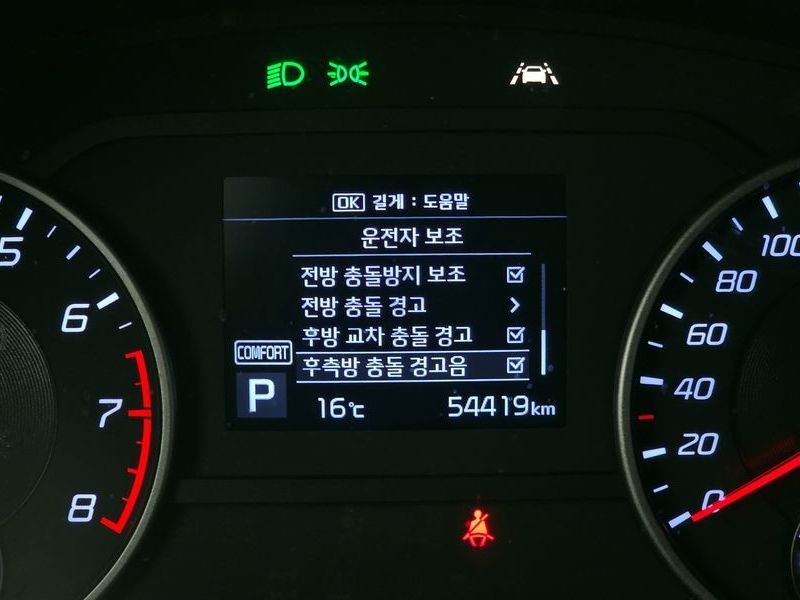 OK 길게 : 도움말
운전자 보조
전방 충돌방지 보조
전방 충돌 경고
후방 교차 충돌 경고
후측방 충돌 경고음
COMFORT
P
16℃
54419km
5
6
7
8
100
80
60
40
20
0